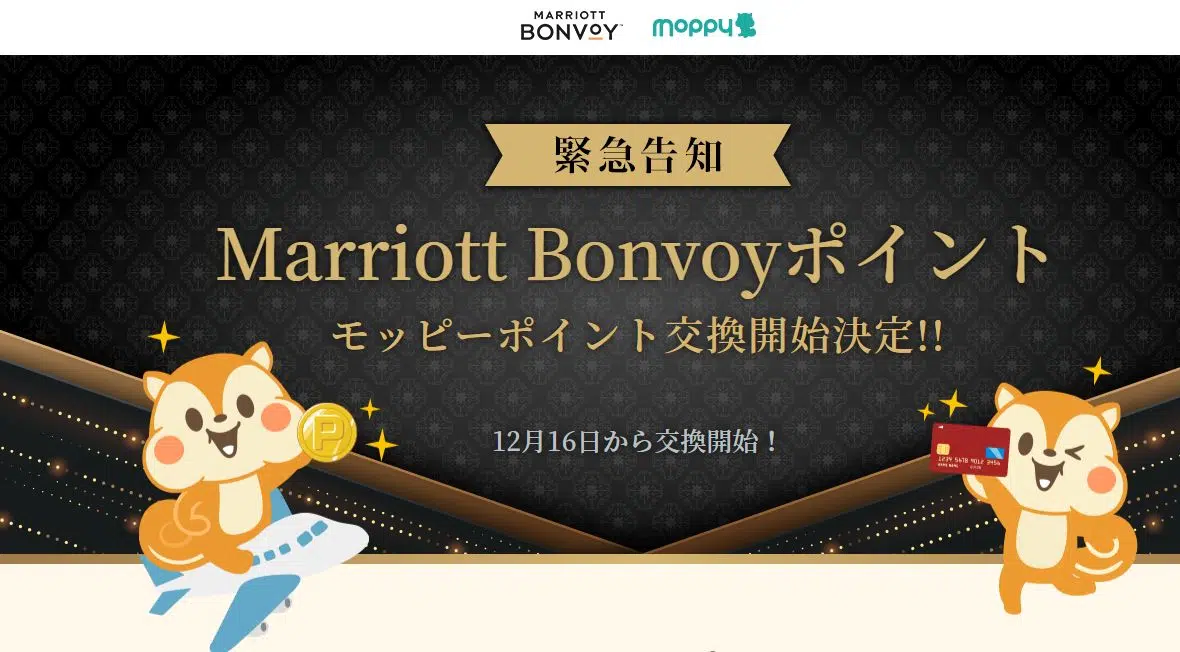 MARRIOTT
BONVOY
moppy
緊急告知
Marriott Bonvoyポイント
モッピーポイント交換開始決定!!
12月16日から交換開始！
P
1234 5678 9012 3456